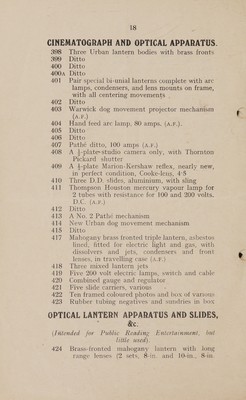 18
CINEMATOGRAPH AND OPTICAL APPARATUS.
398 Three Urban lantern bodies with brass fronts
399 Ditto
400 Ditto
400A Ditto
401 Pair special bi-unial lanterns complete with arc
lamps, condensers, and lens mounts on frame,
with all centering movements
402 Ditto
403 Warwick dog movement projector mechanism
(A.F.)
404 Hand feed arc lamp, 80 amps. (A.F.).
405 Ditto
406 Ditto
407 Pathé ditto, 100 amps (A.F.)
408 A ½-plate-studio camera only, with Thornton
Pickard shutter
409 A ¼-plate Marion-Kershaw reflex, nearly new,
in perfect condition, Cooke-lens, 4·5
410 Three D.D. slides, aluminium, with sling
411 Thompson Houston mercury vapour lamp for
2 tubes with resistance for 100 and 200 volts.
D.C. (A.F.)
412 Ditto
413 A No. 2 Pathé mechanism
414 New Urban dog movement mechanism
415 Ditto
417 Mahogany brass fronted triple lantern, asbestos
lined, fitted for electric light and gas, with
dissolvers and jets, condensers and front
lenses, in travelling case (A.F.)
418 Three mixed lantern jets
419 Five 200 volt electric lamps, switch and cable
420 Combined gauge and regulator
421 Five slide carriers, various
422 Ten framed coloured photos and box of various
423 Rubber tubing negatives and sundries in box
OPTICAL LANTERN APPARATUS AND SLIDES,
&c.
(Intended for Public Reading Entertainment, but
little used).
424 Brass-fronted mahogany lantern with long
range lenses (2 sets, 8-in. and 10-in., 8-in.